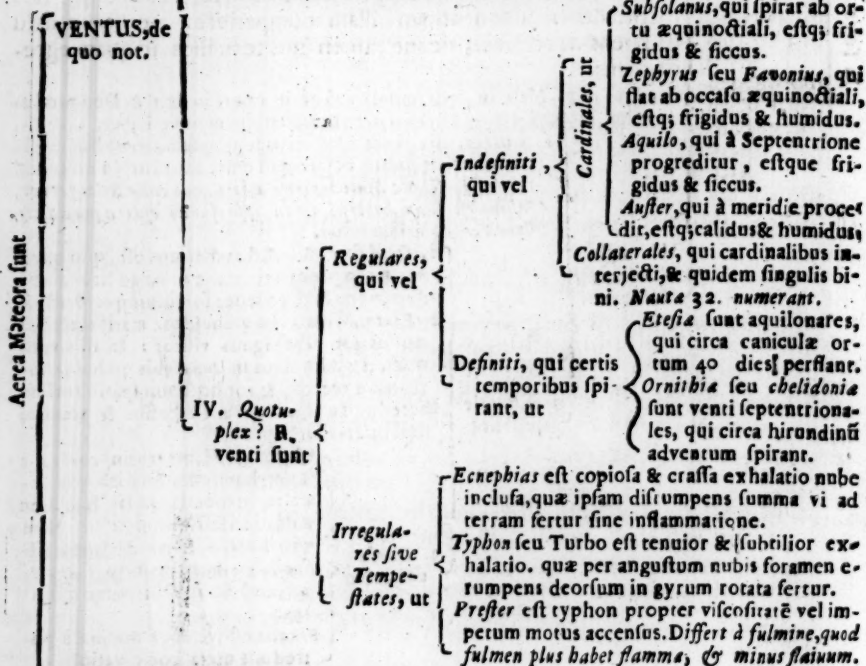 Aerea Meteora sunt
VENTUS, de
quo not.
IV. Quotu-
plex? R.
venti sunt
Regulares,
qui vel
Indefiniti,
qui vel
Cardinales, ut
Subſolanus, qui ſpirat ab or-
tu æquinoctiali, eſtq; fri-
gidus & ſiccus.
Zephyrus ſeu Favonius, qui
flat ab occaſu æquinoctiali,
eſtq; frigidus & humidus.
Aquilo, qui à Septentrione
progreditur, eſtque fri-
gidus & ſiccus.
Auſter, qui à meridie proce-
dit, eſtq; calidus & humidus,
Collaterales, qui cardinalibus in-
terjecti, & quidem ſingulis bi-
ni. Nautæ 32. numerant.
Definiti, qui certis
temporibus ſpi-
rant, ut
Eteſiæ ſunt aquilonares,
qui circa caniculæ or-
tum 40 dies perflant.
Ornithiæ ſeu chelidoniæ
ſunt venti ſeptentriona-
les, qui circa hirundinũ
adventum ſpirant.
Irregula-
res ſive
Tempe-
ſtates, ut
Ecnephias eſt copioſa & craſſa exhalatio nube
incluſa, quæ ipſam diſrumpens ſumma vi ad
terram fertur ſine inflammatione.
Typhon ſeu Turbo eſt tenuior & ſubtilior ex-
halatio. quæ per anguſtum nubis foramen e-
rumpens deorſum in gyrum rotata fertur.
Preſter eſt typhon propter viſcoſitatẽ vel im-
petum motus accenſus. Differt à fulmine, quod
fulmen plus habet flammæ, & minus flatuum.